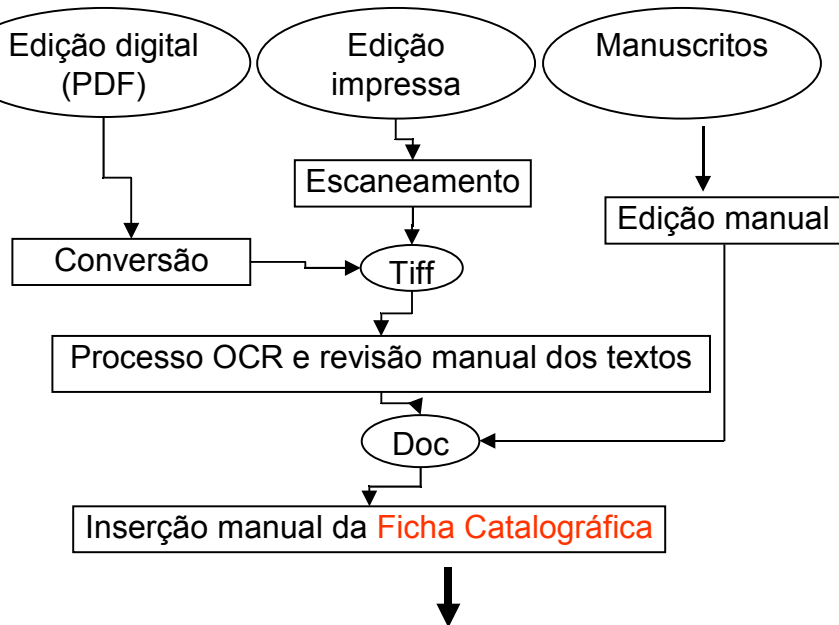 Edição digital
(PDF)
Edição
impressa
Manuscritos
Escaneamento
Edição manual
Conversão
Tiff
Processo OCR e revisão manual dos textos
Doc
Inserção manual da Ficha Catalográfica